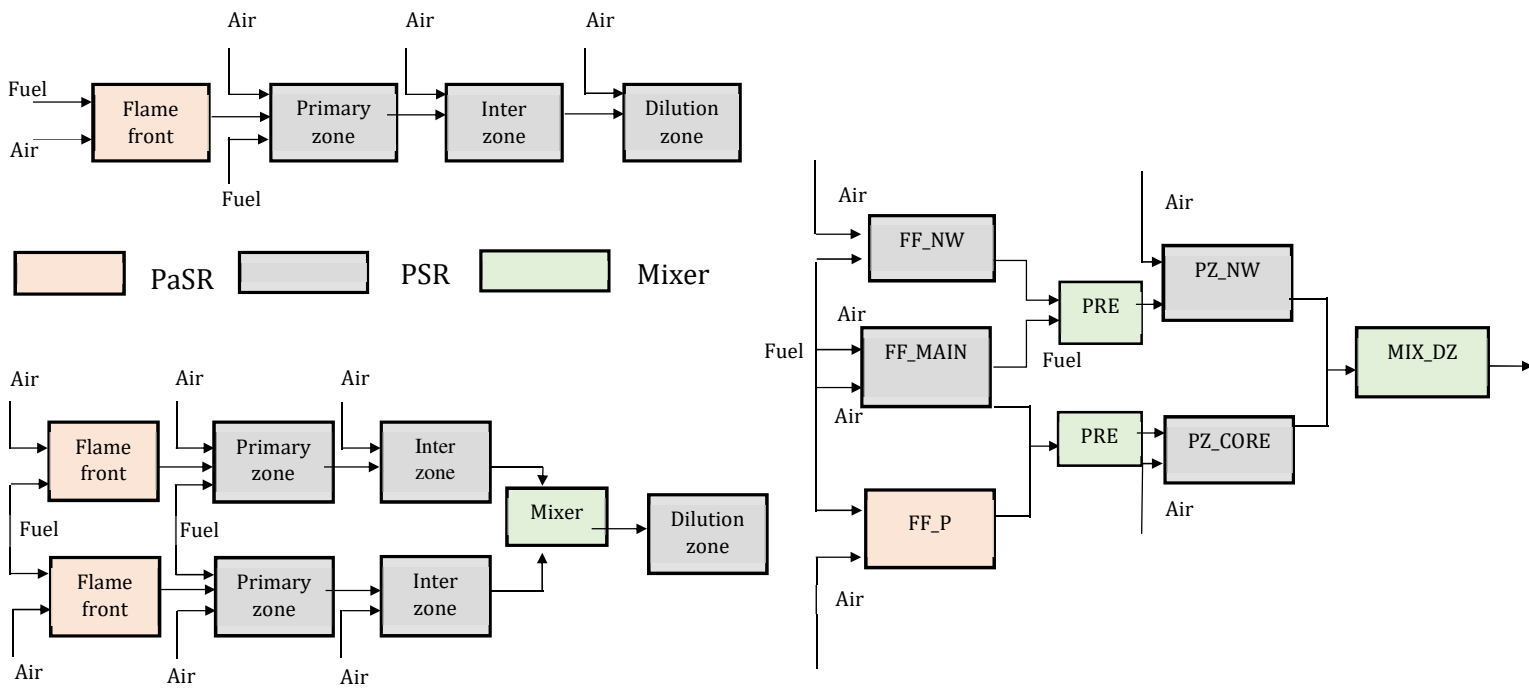 Air
Air
Air
Fuel
Air
Flame
front
Primary
zone
Inter
zone
Dilution
zone
Fuel
PaSR
PSR
Mixer
Air
Air
Air
Flame
front
Primary
zone
Inter
zone
Fuel
Fuel
Mixer
Dilution
zone
Flame
front
Primary
zone
Inter
zone
Air
Air
Air
Air
Air
FF_NW
PZ_NW
PRE
Air
Fuel
FF_MAIN
Fuel
MIX_DZ
Air
PRE
PZ_CORE
FF_P
Air
Air